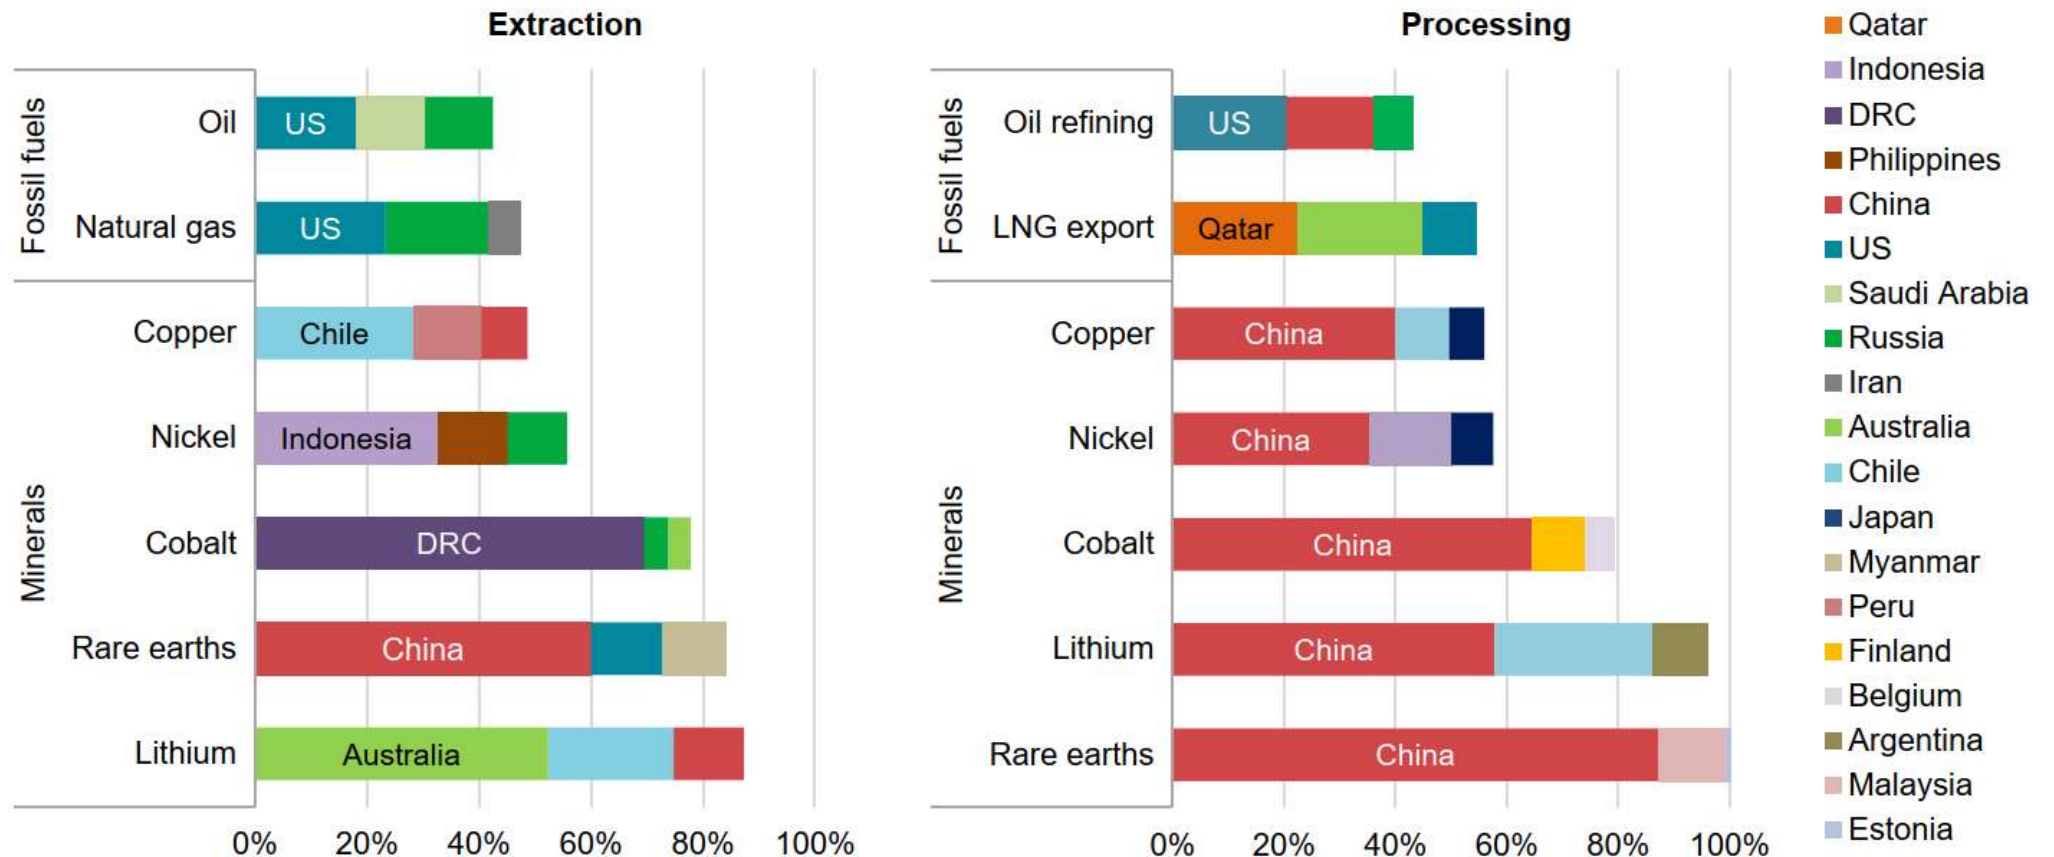 Extraction
Fossil fuels
Oil
US
Natural gas
US
Minerals
Copper
Chile
Nickel
Indonesia
Cobalt
DRC
Rare earths
China
Lithium
Australia
0% 20% 40% 60% 80% 100%
Processing
Fossil fuels
Oil refining
US
LNG export
Qatar
Minerals
Copper
China
Nickel
China
Cobalt
China
Lithium
China
Rare earths
China
0% 20% 40% 60% 80% 100%
Qatar
Indonesia
DRC
Philippines
China
US
Saudi Arabia
Russia
Iran
Australia
Chile
Japan
Myanmar
Peru
Finland
Belgium
Argentina
Malaysia
Estonia